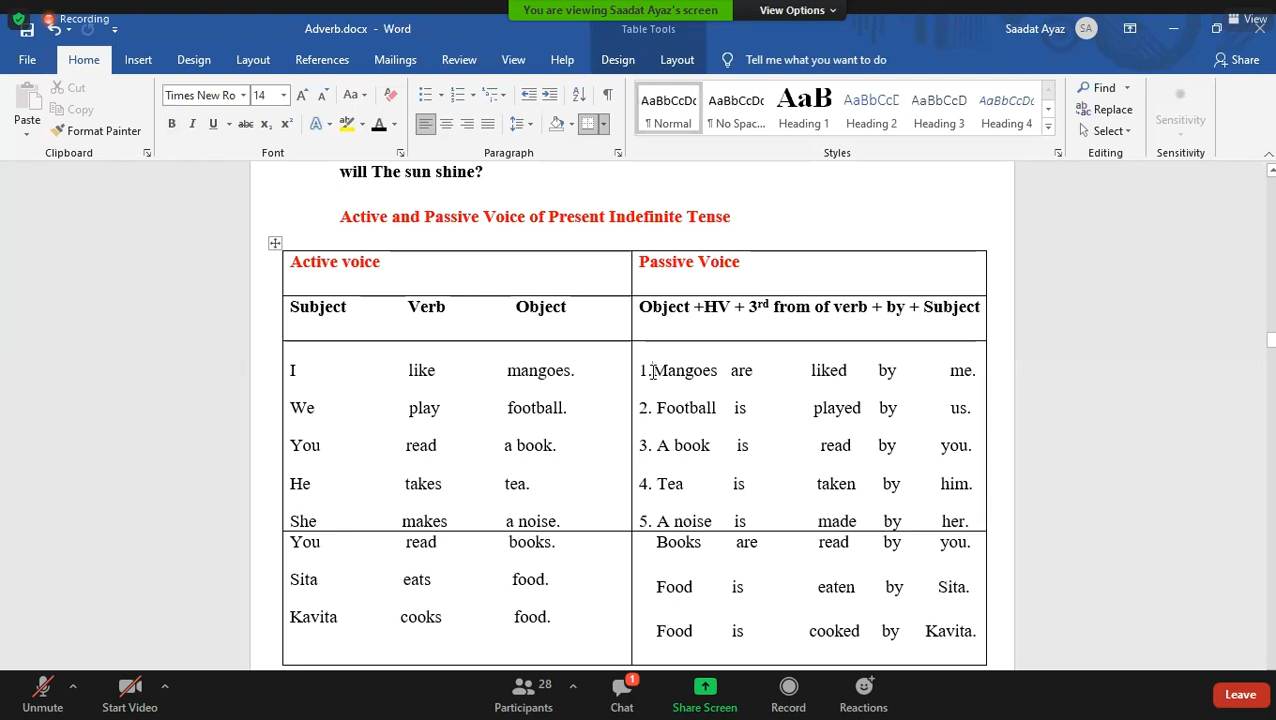 Recording
You are viewing Saadat Ayaz's screen View Options
View
Adverb.docx - Word Table Tools Saadat Ayaz SA
File Home Insert Design Layout References Mailings Review View Help Design Layout Tell me what you want to do Share
Paste Cut Copy Format Painter
Times New Ro 14 A A Aa
B I U abc x₂ x² A A
AaBbCcDc AaBbCcDc AaB AaBbCcDc AaBbCcDc AaBbCcDc
¶ Normal ¶ No Spac... Heading 1 Heading 2 Heading 3 Heading 4
Find Replace Select Sensitivity
Clipboard Font Paragraph Styles Editing Sensitivity
will The sun shine?
Active and Passive Voice of Present Indefinite Tense
Active voice Passive Voice
Subject Verb Object Object +HV + 3rd from of verb + by + Subject
I like mangoes. 1.Mangoes are liked by me.
We play football. 2. Football is played by us.
You read a book. 3. A book is read by you.
He takes tea. 4. Tea is taken by him.
She makes a noise. 5. A noise is made by her.
You read books. Books are read by you.
Sita eats food. Food is eaten by Sita.
Kavita cooks food. Food is cooked by Kavita.
28 1
Unmute Start Video Participants Chat Share Screen Record Reactions Leave